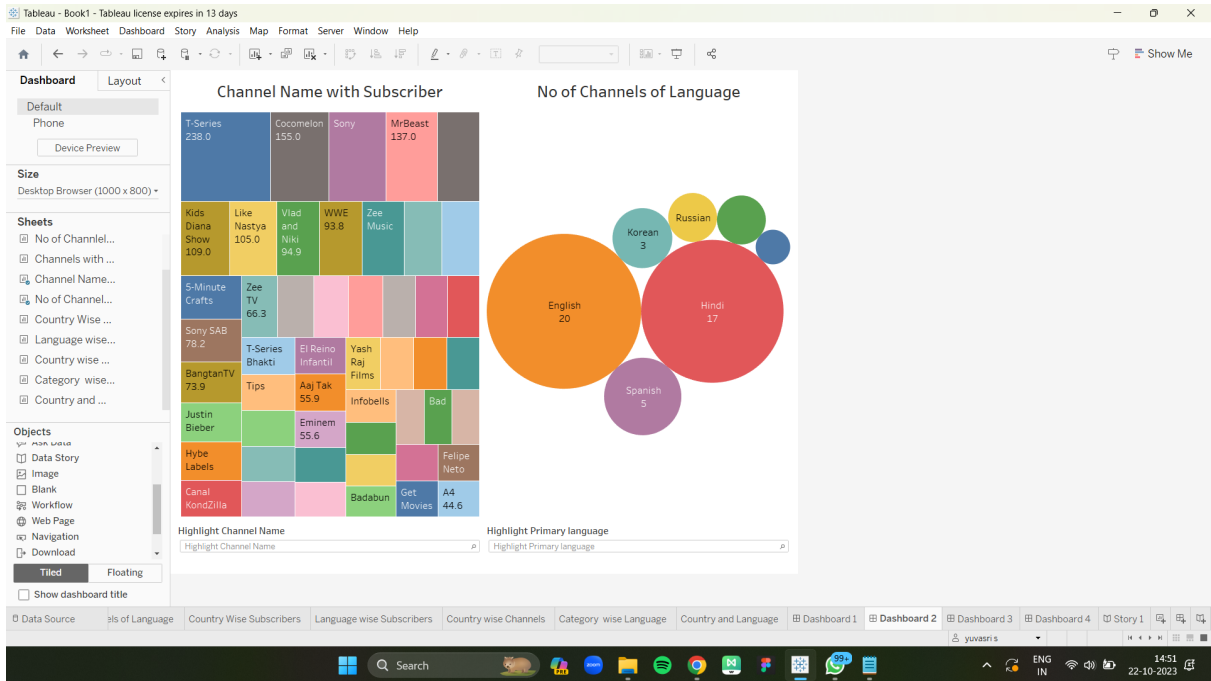 Tableau - Book1 - Tableau license expires in 13 days
File Data Worksheet Dashboard Story Analysis Map Format Server Window Help
Show Me
Dashboard Layout
Default
Phone
Device Preview
Size
Desktop Browser (1000 x 800)
Sheets
No of Channlel...
Channels with ...
Channel Name...
No of Channel...
Country Wise ...
Language wise...
Country wise ...
Category wise...
Country and ...
Objects
Ask Data
Data Story
Image
Blank
Workflow
Web Page
Navigation
Download
Tiled Floating
Show dashboard title
Channel Name with Subscriber
T-Series
238.0
Cocomelon
155.0
Sony
MrBeast
137.0
Kids
Diana
Show
109.0
Like
Nastya
105.0
Vlad
and
Niki
94.9
WWE
93.8
Zee
Music
5-Minute
Crafts
Zee
TV
66.3
Sony SAB
78.2
BangtanTV
73.9
T-Series
Bhakti
El Reino
Infantil
Yash
Raj
Films
Tips
Aaj Tak
55.9
Infobells
Bad
Justin
Bieber
Eminem
55.6
Hybe
Labels
Felipe
Neto
Canal
KondZilla
Badabun
Get
Movies
A4
44.6
Highlight Channel Name
Highlight Channel Name
No of Channels of Language
Russian
Korean
3
English
20
Hindi
17
Spanish
5
Highlight Primary language
Highlight Primary language
Data Source els of Language Country Wise Subscribers Language wise Subscribers Country wise Channels Category wise Language Country and Language Dashboard 1 Dashboard 2 Dashboard 3 Dashboard 4 Story 1
yuvasri s
Search
PRE
zoom
99+
ENG
IN
14:51
22-10-2023